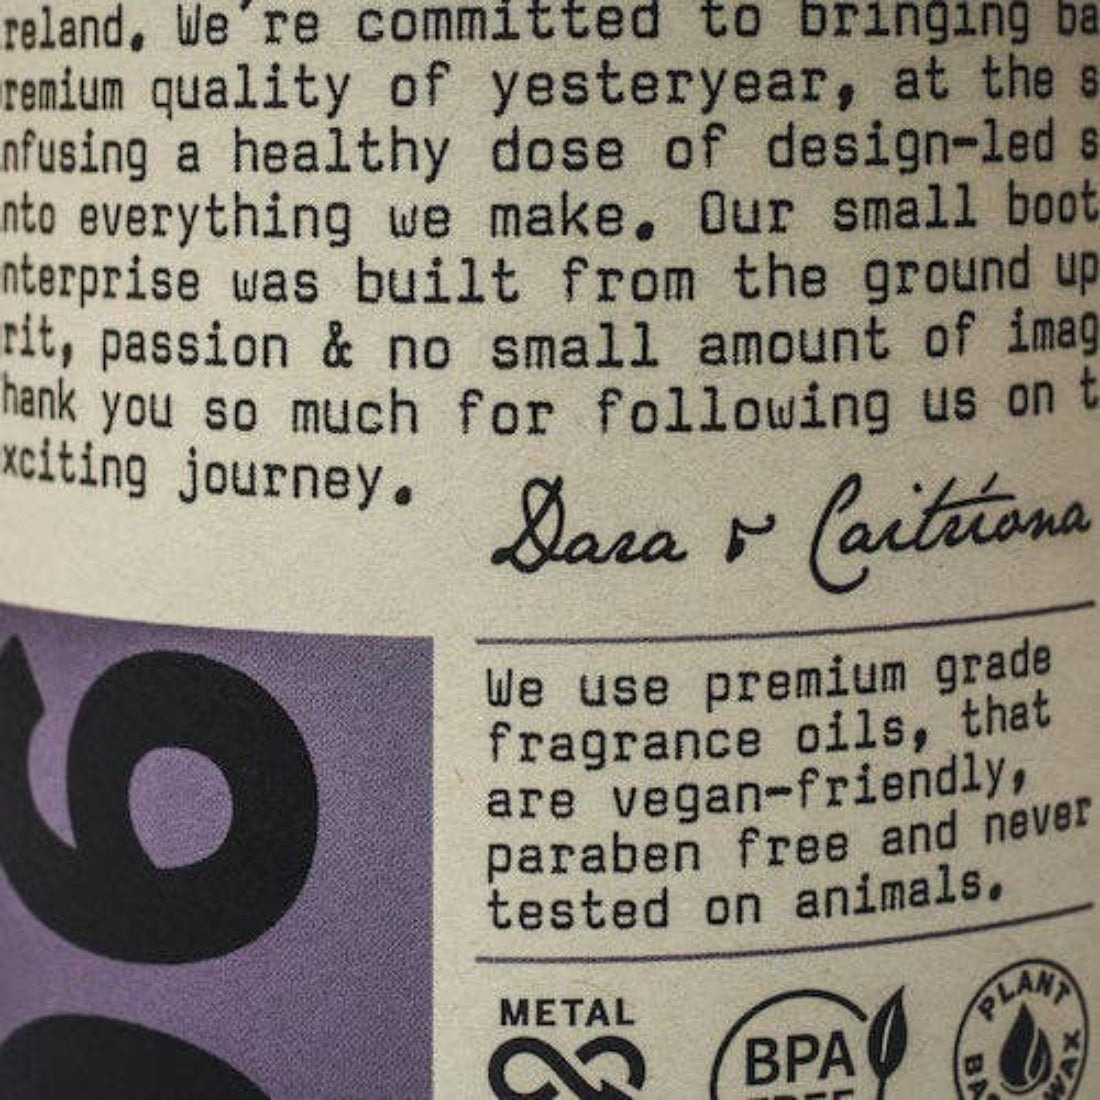 reland. We're committed to bringing ba
remium quality of yesteryear, at the s
nfusing a healthy dose of design-led s
nto everything we make. Our small boot
nterprise was built from the ground up
rit, passion & no small amount of imag
hank you so much for following us on t
xciting journey.
Dara & Caitríona
We use premium grade
fragrance oils, that
are vegan-friendly,
paraben free and never
tested on animals.
6
METAL
BPA
FREE
PLANT
WAX